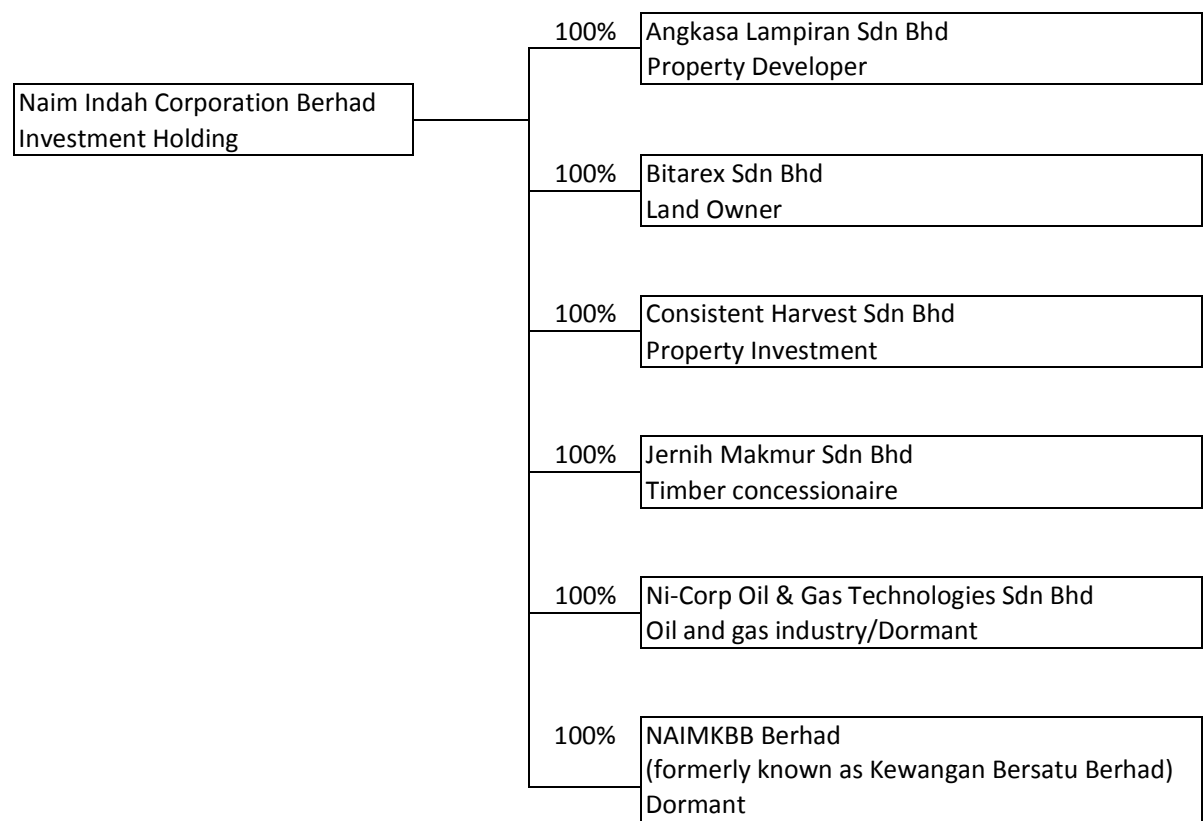 100%
Angkasa Lampiran Sdn Bhd
Property Developer
Naim Indah Corporation Berhad
Investment Holding
100%
Bitarex Sdn Bhd
Land Owner
100%
Consistent Harvest Sdn Bhd
Property Investment
100%
Jernih Makmur Sdn Bhd
Timber concessionaire
100%
Ni-Corp Oil & Gas Technologies Sdn Bhd
Oil and gas industry/Dormant
100%
NAIMKBB Berhad
(formerly known as Kewangan Bersatu Berhad)
Dormant